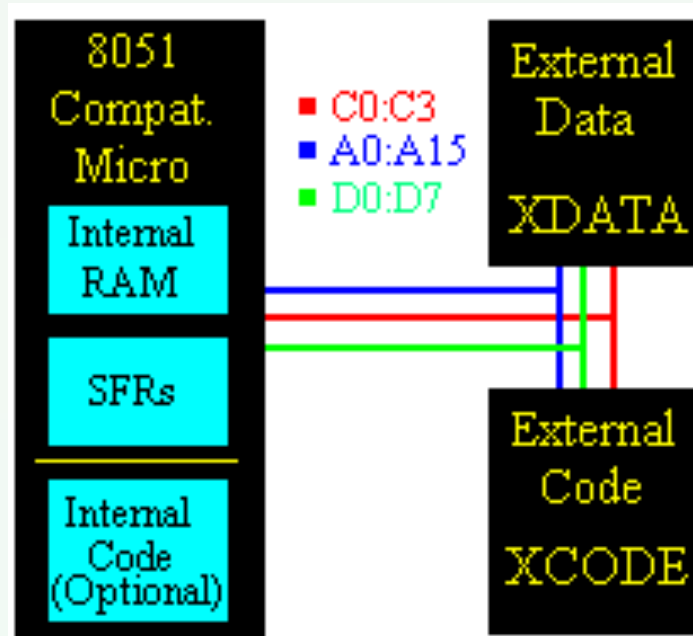 8051
Compat.
Micro
Internal
RAM
SFRs
Internal
Code
(Optional)
C0:C3
A0:A15
D0:D7
External
Data
XDATA
External
Code
XCODE